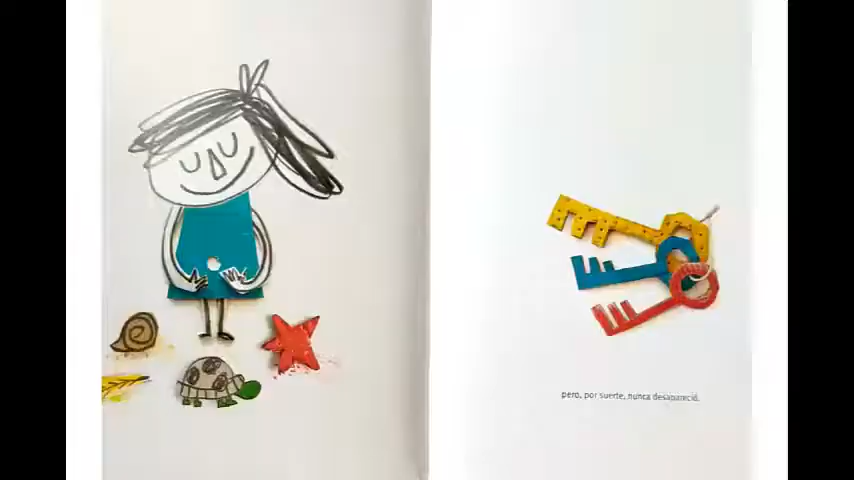 pero, por suerte, nunca desapareció.